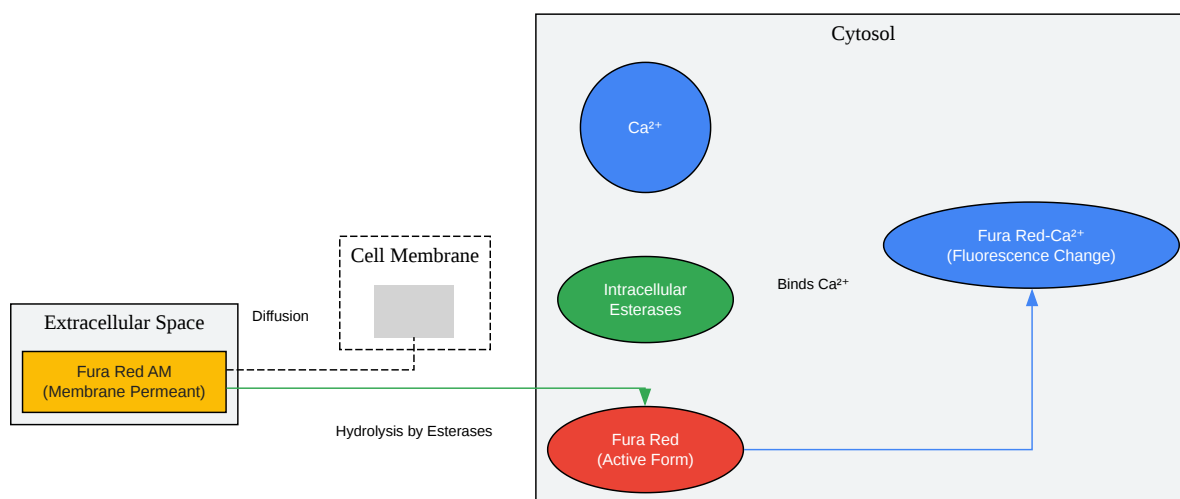 Cytosol
Ca²⁺
Fura Red-Ca²⁺
(Fluorescence Change)
Cell Membrane
Intracellular
Esterases
Binds Ca²⁺
Extracellular Space
Diffusion
Fura Red AM
(Membrane Permeant)
Hydrolysis by Esterases
Fura Red
(Active Form)